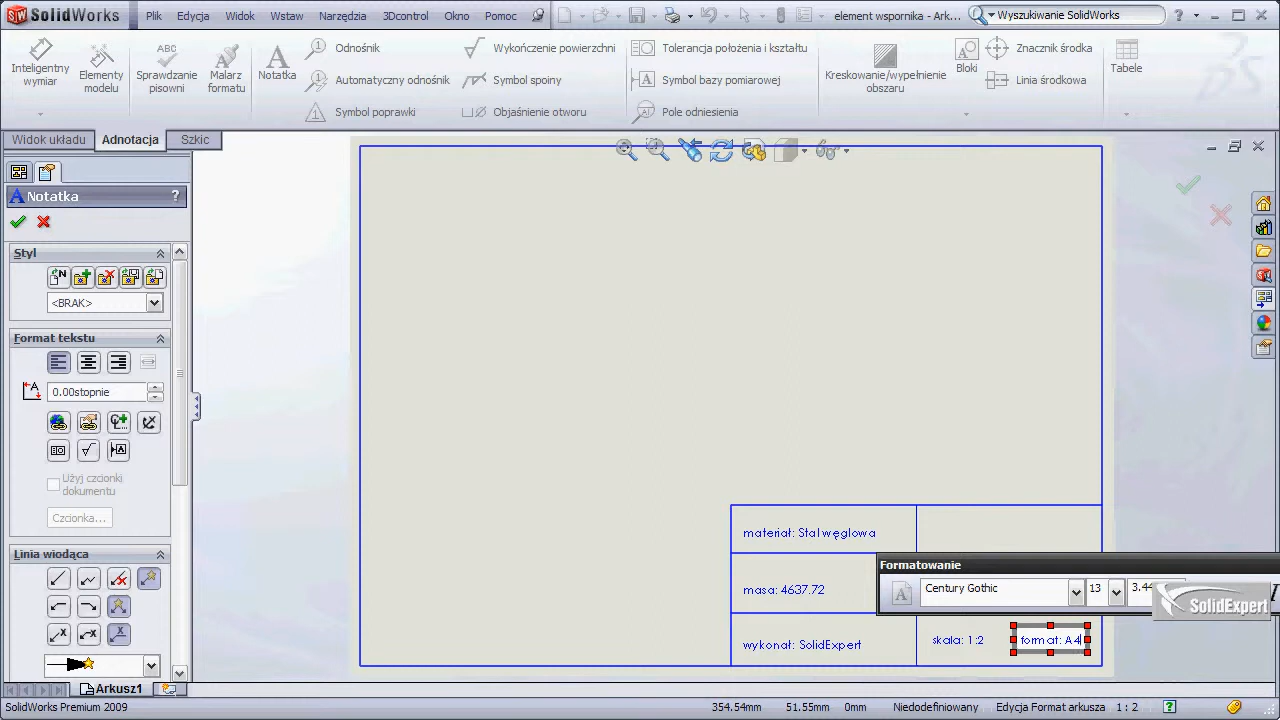 SolidWorks
Plik Edycja Widok Wstaw Narzędzia 3Dcontrol Okno Pomoc
element wspornika - Ark...
Wyszukiwanie SolidWorks
Inteligentny wymiar
Elementy modelu
Sprawdzanie pisowni
Malarz formatu
Notatka
Odnośnik
Automatyczny odnośnik
Symbol poprawki
Wykończenie powierzchni
Symbol spoiny
Objaśnienie otworu
Tolerancja położenia i kształtu
Symbol bazy pomiarowej
Pole odniesienia
Kreskowanie/wypełnienie obszaru
Bloki
Znacznik środka
Linia środkowa
Tabele
Widok układu Adnotacja Szkic
Notatka ?
Styl
<BRAK>
Format tekstu
0.00stopnie
Użyj czcionki dokumentu
Czcionka...
Linia wiodąca
materiał: Stal węglowa
masa: 4637.72
wykonał: SolidExpert
skala: 1:2
format: A4
Formatowanie
Century Gothic 13
SolidExpert
Arkusz1
SolidWorks Premium 2009
354.54mm 51.55mm 0mm Niedodefiniowany Edycja Format arkusza 1 : 2